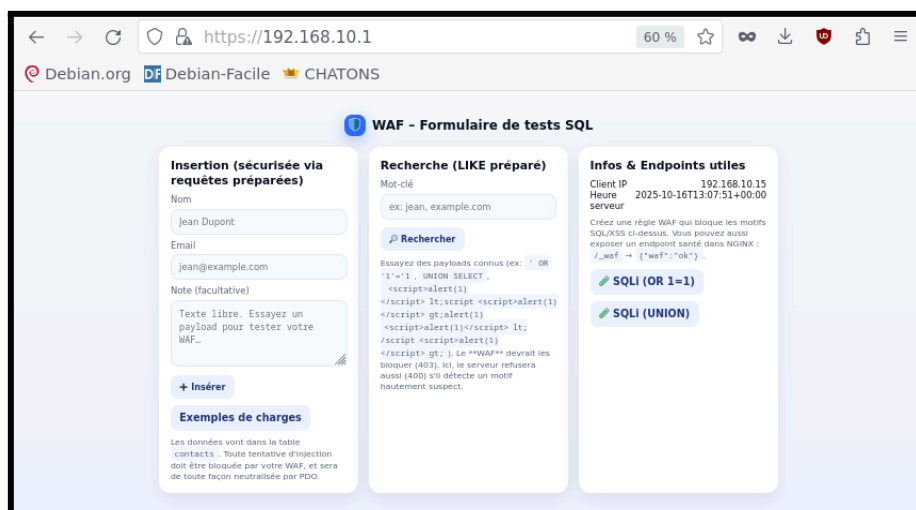 https://192.168.10.1
60 %
Debian.org DF Debian-Facile CHATONS
WAF – Formulaire de tests SQL
Insertion (sécurisée via
requêtes préparées)
Nom
Jean Dupont
Email
jean@example.com
Note (facultative)
Texte libre. Essayez un
payload pour tester votre
WAF…
+ Insérer
Exemples de charges
Les données vont dans la table
contacts . Toute tentative d'injection
doit être bloquée par votre WAF, et sera
de toute façon neutralisée par PDO.
Recherche (LIKE préparé)
Mot-clé
ex: jean, example.com
Rechercher
Essayez des payloads connus (ex: ' OR
'1'='1 , UNION SELECT ,
<script>alert(1)
</script> lt;script <script>alert(1)
</script> gt;alert(1)
<script>alert(1)</script> lt;
/script <script>alert(1)
</script> gt; ). Le **WAF** devrait les
bloquer (403). Ici, le serveur refusera
aussi (400) s'il détecte un motif
hautement suspect.
Infos & Endpoints utiles
Client IP 192.168.10.15
Heure 2025-10-16T13:07:51+00:00
serveur
Créez une règle WAF qui bloque les motifs
SQL/XSS ci-dessus. Vous pouvez aussi
exposer un endpoint santé dans NGINX :
/_waf → {"waf":"ok"} .
SQLi (OR 1=1)
SQLi (UNION)